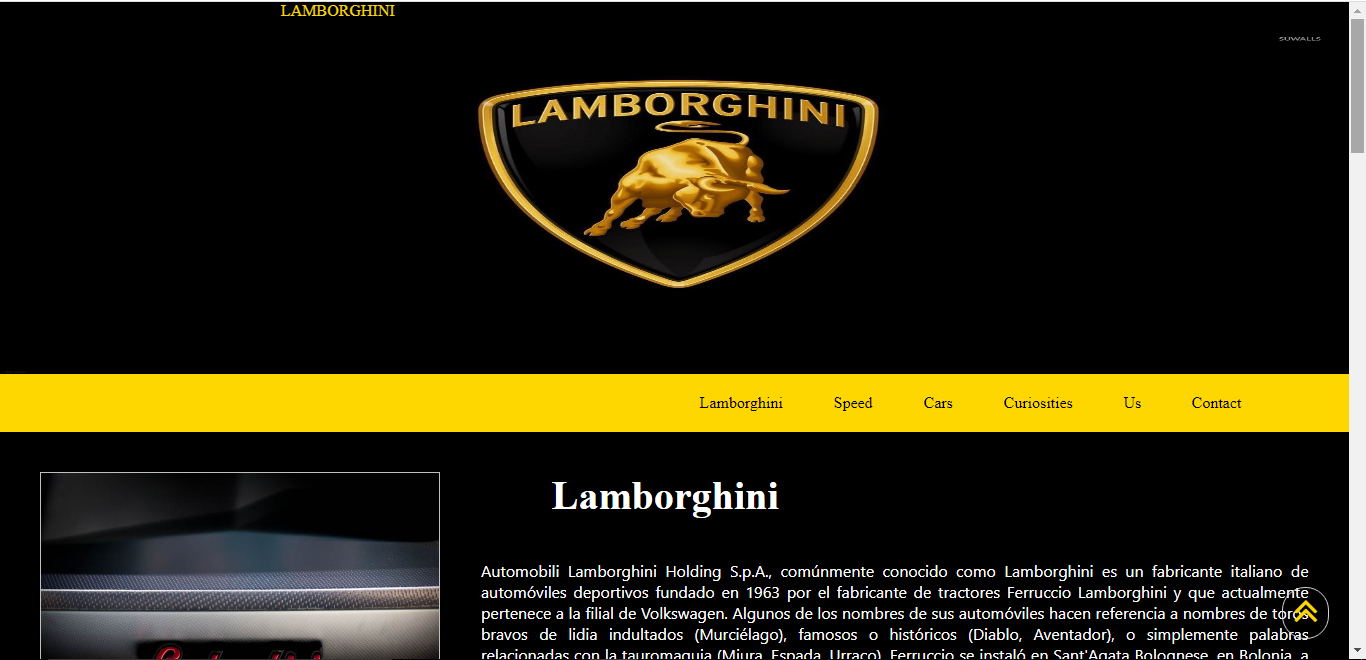 LAMBORGHINI
SUWALLS
LAMBORGHINI
Lamborghini Speed Cars Curiosities Us Contact
Lamborghini
Automobili Lamborghini Holding S.p.A., comúnmente conocido como Lamborghini es un fabricante italiano de
automóviles deportivos fundado en 1963 por el fabricante de tractores Ferruccio Lamborghini y que actualmente
pertenece a la filial de Volkswagen. Algunos de los nombres de sus automóviles hacen referencia a nombres de toros
bravos de lidia indultados (Murciélago), famosos o históricos (Diablo, Aventador), o simplemente palabras
relacionadas con la tauromaquia (Miura, Espada, Urraco). Ferruccio se instaló en Sant'Agata Bolognese, en Bolonia, a